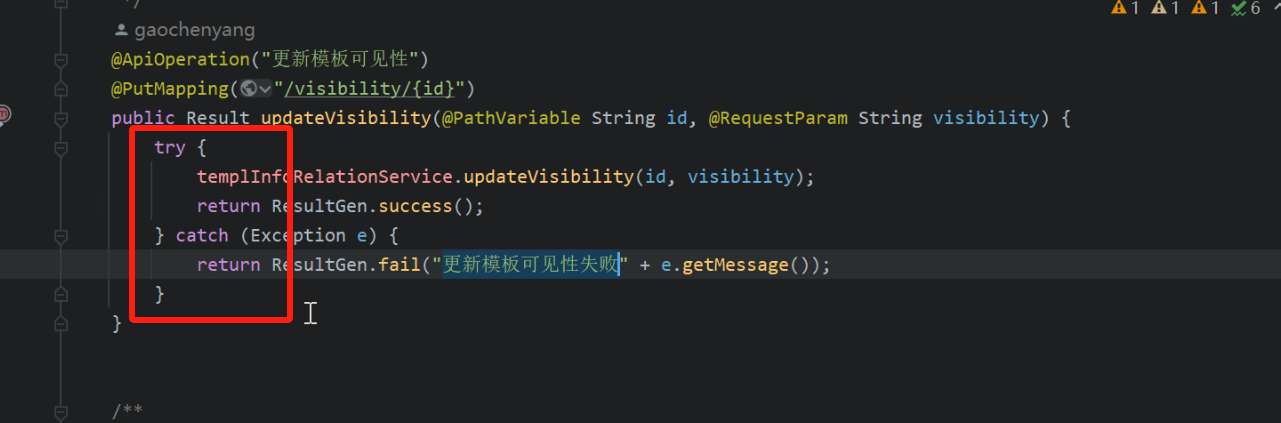 */
1 1 1 6
gaochenyang
@ApiOperation("更新模板可见性")
@PutMapping("/visibility/{id}")
public Result updateVisibility(@PathVariable String id, @RequestParam String visibility) {
try {
templInfoRelationService.updateVisibility(id, visibility);
return ResultGen.success();
} catch (Exception e) {
return ResultGen.fail("更新模板可见性失败" + e.getMessage());
}
}
/**